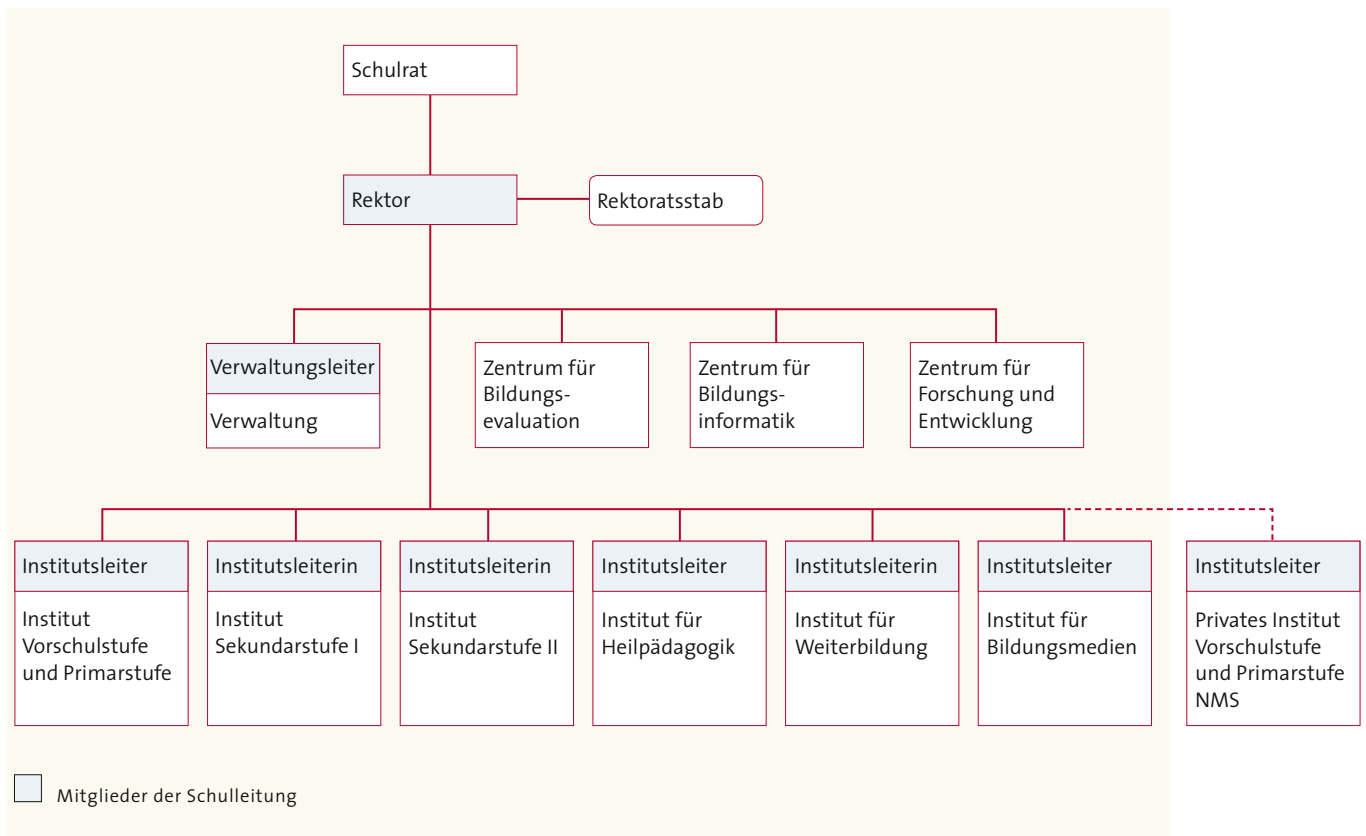 Schulrat
Rektor
Rektoratsstab
Verwaltungsleiter
Verwaltung
Zentrum für
Bildungs-
evaluation
Zentrum für
Bildungs-
informatik
Zentrum für
Forschung und
Entwicklung
Institutsleiter
Institut
Vorschulstufe
und Primarstufe
Institutsleiterin
Institut
Sekundarstufe I
Institutsleiterin
Institut
Sekundarstufe II
Institutsleiter
Institut für
Heilpädagogik
Institutsleiterin
Institut für
Weiterbildung
Institutsleiter
Institut für
Bildungsmedien
Institutsleiter
Privates Institut
Vorschulstufe
und Primarstufe
NMS
Mitglieder der Schulleitung